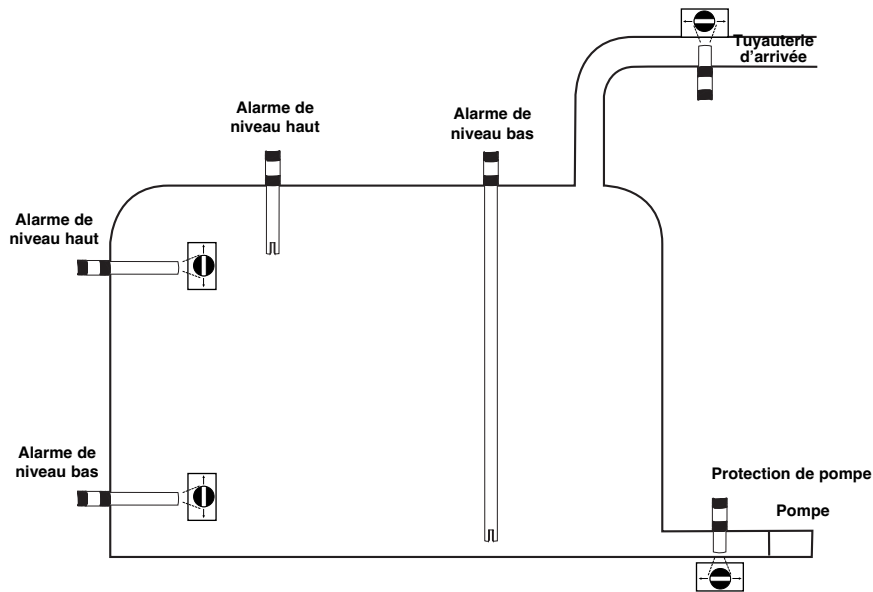 Tuyauterie
d'arrivée
Alarme de
niveau haut
Alarme de
niveau bas
Alarme de
niveau haut
Alarme de
niveau bas
Protection de pompe
Pompe